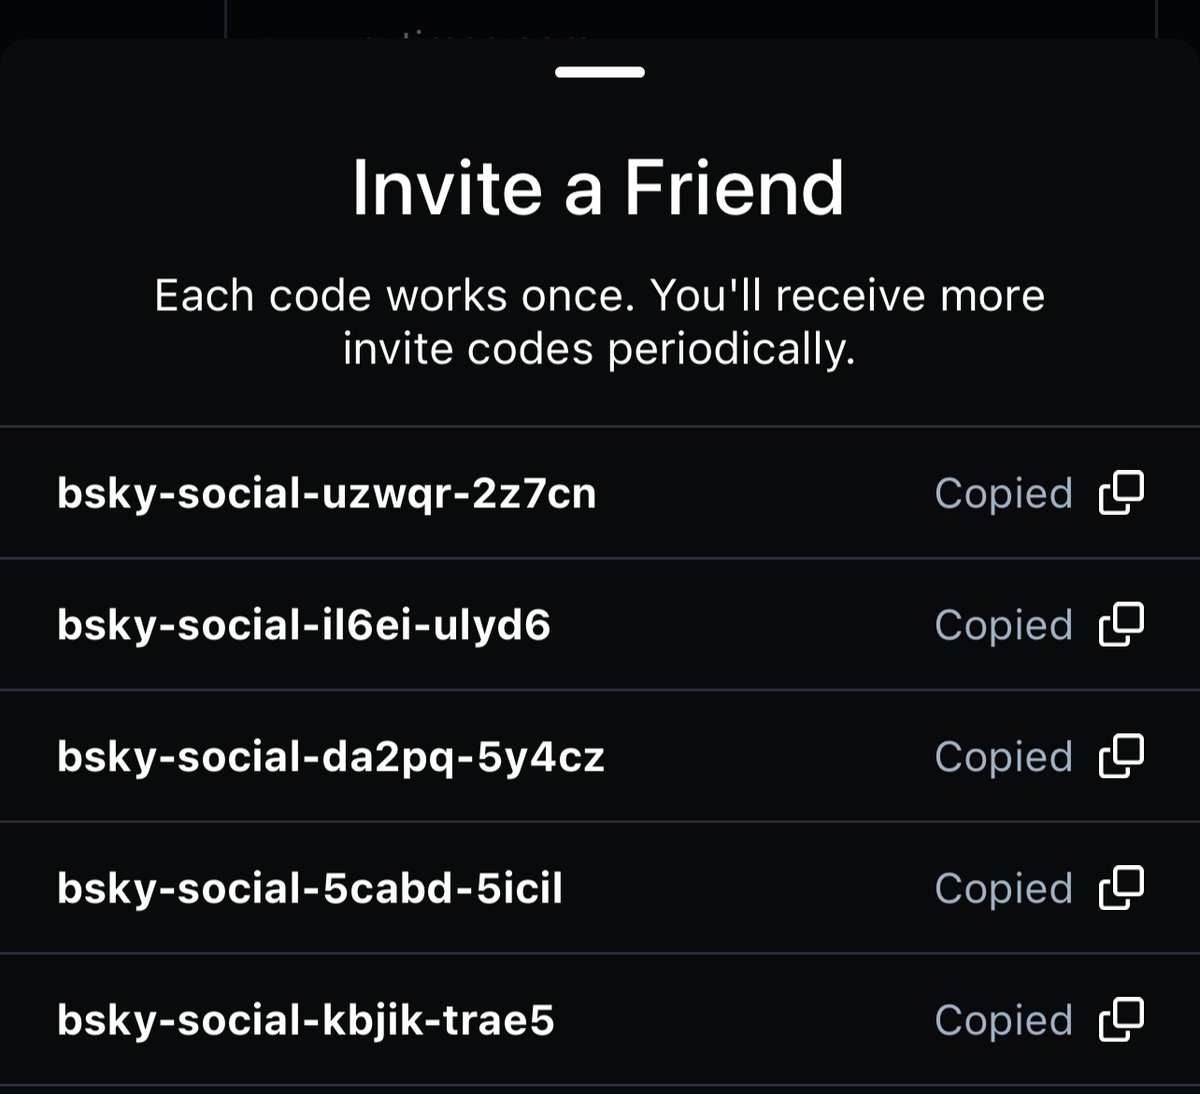 Invite a Friend
Each code works once. You'll receive more
invite codes periodically.
bsky-social-uzwqr-2z7cn Copied
bsky-social-il6ei-ulyd6 Copied
bsky-social-da2pq-5y4cz Copied
bsky-social-5cabd-5icil Copied
bsky-social-kbjik-trae5 Copied